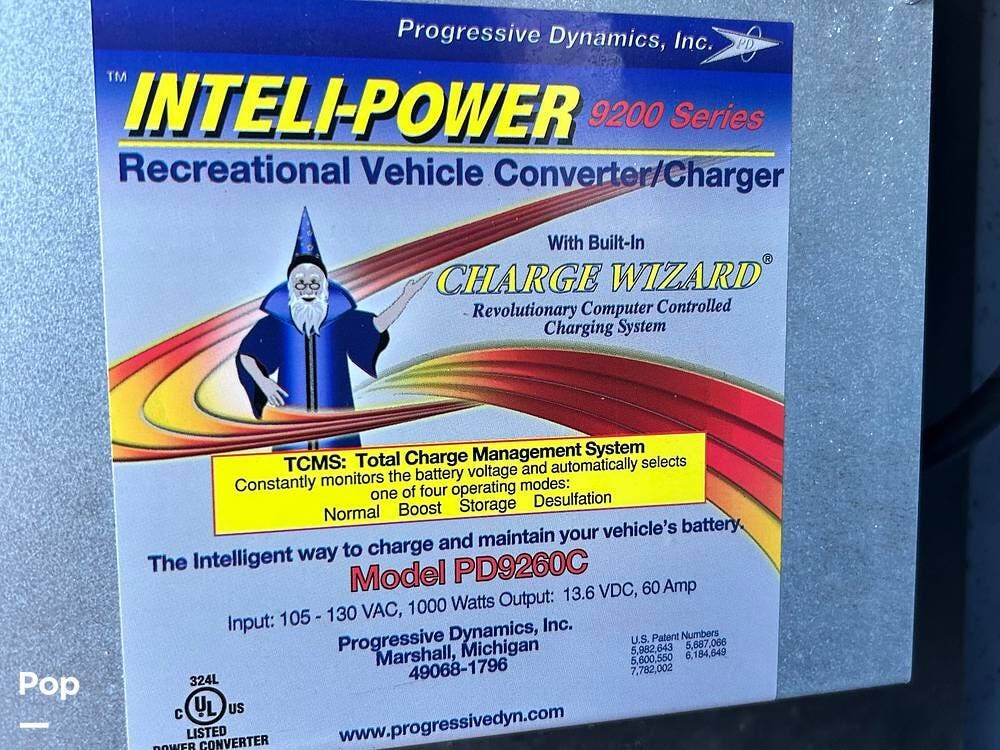 Progressive Dynamics, Inc.
PD
™ INTELI-POWER 9200 Series
Recreational Vehicle Converter/Charger
With Built-In
CHARGE WIZARD®
Revolutionary Computer Controlled
Charging System
TCMS: Total Charge Management System
Constantly monitors the battery voltage and automatically selects
one of four operating modes:
Normal Boost Storage Desulfation
The Intelligent way to charge and maintain your vehicle's battery.
Model PD9260C
Input: 105 - 130 VAC, 1000 Watts Output: 13.6 VDC, 60 Amp
Progressive Dynamics, Inc.
Marshall, Michigan
49068-1796
U.S. Patent Numbers
5,982,643 5,687,066
5,600,550 6,184,649
7,782,002
324L
C UL US
LISTED
POWER CONVERTER
www.progressivedyn.com
Pop